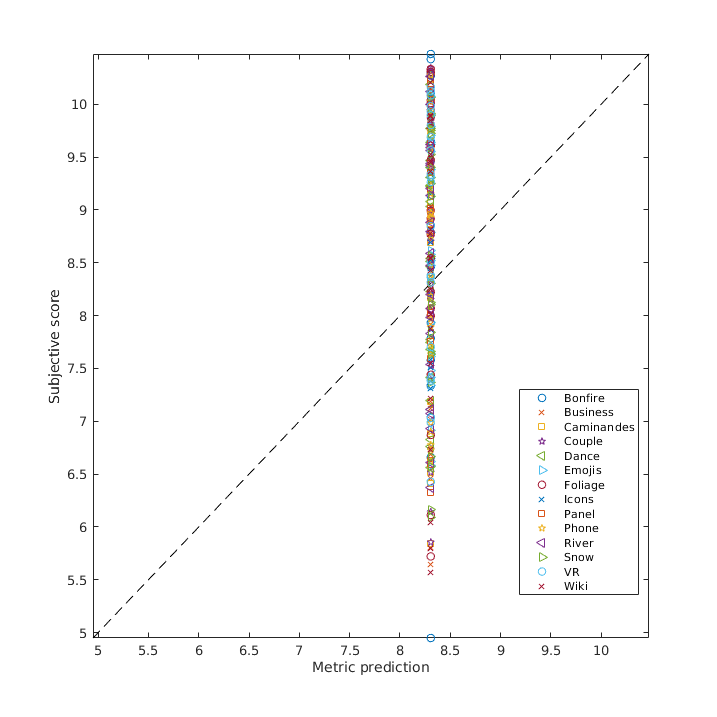 10
9.5
9
8.5
8
7.5
7
6.5
6
5.5
5
Subjective score
Bonfire
Business
Caminandes
Couple
Dance
Emojis
Foliage
Icons
Panel
Phone
River
Snow
VR
Wiki
5 5.5 6 6.5 7 7.5 8 8.5 9 9.5 10
Metric prediction